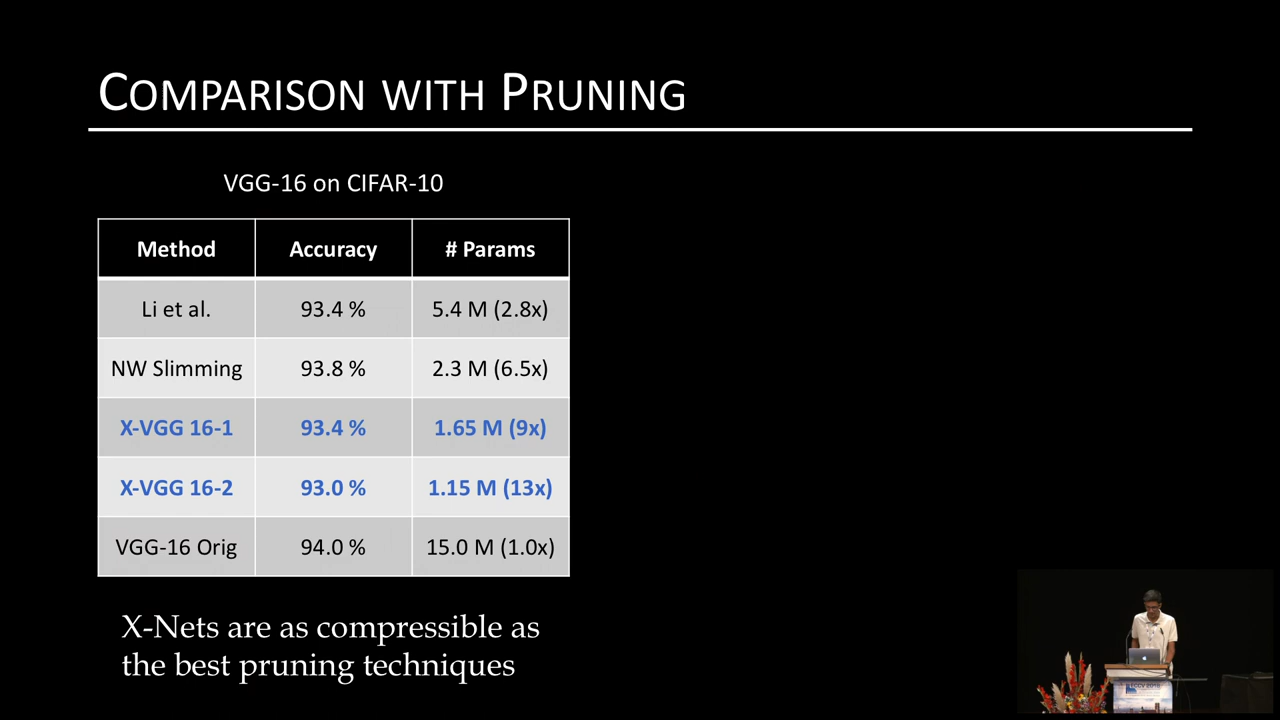 COMPARISON WITH PRUNING
VGG-16 on CIFAR-10
Method Accuracy # Params
Li et al. 93.4 % 5.4 M (2.8x)
NW Slimming 93.8 % 2.3 M (6.5x)
X-VGG 16-1 93.4 % 1.65 M (9x)
X-VGG 16-2 93.0 % 1.15 M (13x)
VGG-16 Orig 94.0 % 15.0 M (1.0x)
X-Nets are as compressible as
the best pruning techniques
ECCV 2018